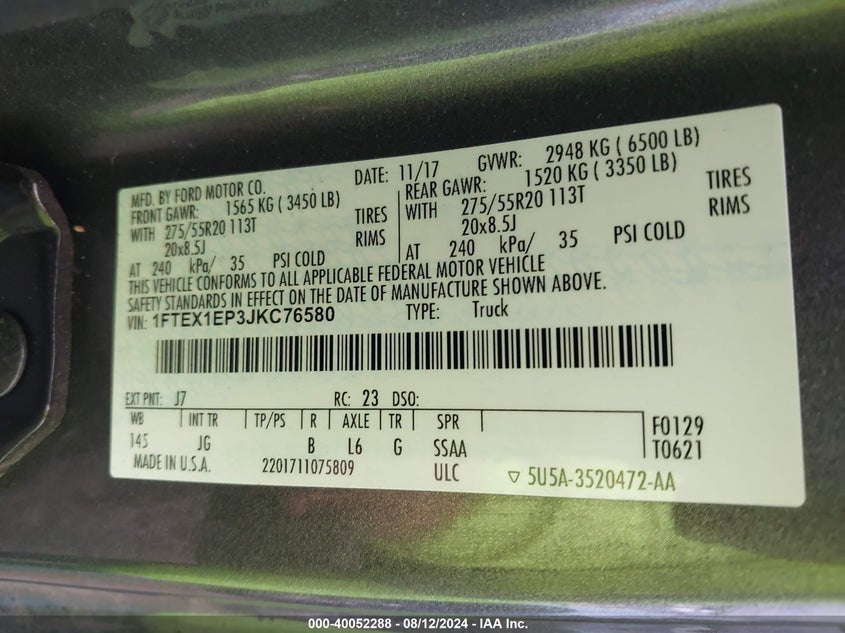 MFD. BY FORD MOTOR CO. DATE: 11/17 GVWR: 2948 KG ( 6500 LB)
FRONT GAWR: 1565 KG ( 3450 LB) REAR GAWR: 1520 KG ( 3350 LB)
WITH 275/55R20 113T TIRES WITH 275/55R20 113T TIRES
20x8.5J RIMS 20x8.5J RIMS
AT 240 kPa/ 35 PSI COLD AT 240 kPa/ 35 PSI COLD
THIS VEHICLE CONFORMS TO ALL APPLICABLE FEDERAL MOTOR VEHICLE
SAFETY STANDARDS IN EFFECT ON THE DATE OF MANUFACTURE SHOWN ABOVE.
VIN: 1FTEX1EP3JKC76580 TYPE: Truck
EXT PNT: J7 RC: 23 DSO:
WB INT TR TP/PS R AXLE TR SPR F0129
145 JG B L6 G SSAA T0621
MADE IN U.S.A. 2201711075809 ULC ▽ 5U5A-3520472-AA
000-40052288 - 08/12/2024 - IAA Inc.